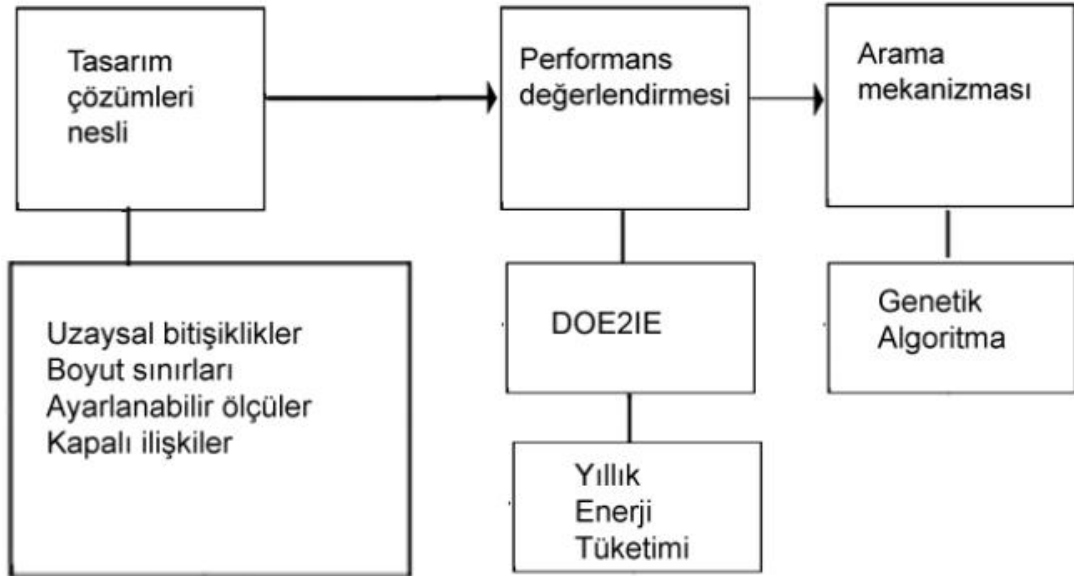 Tasarım
çözümleri
nesli
Performans
değerlendirmesi
Arama
mekanizması
Uzaysal bitişiklikler
Boyut sınırları
Ayarlanabilir ölçüler
Kapalı ilişkiler
DOE2IE
Yıllık
Enerji
Tüketimi
Genetik
Algoritma